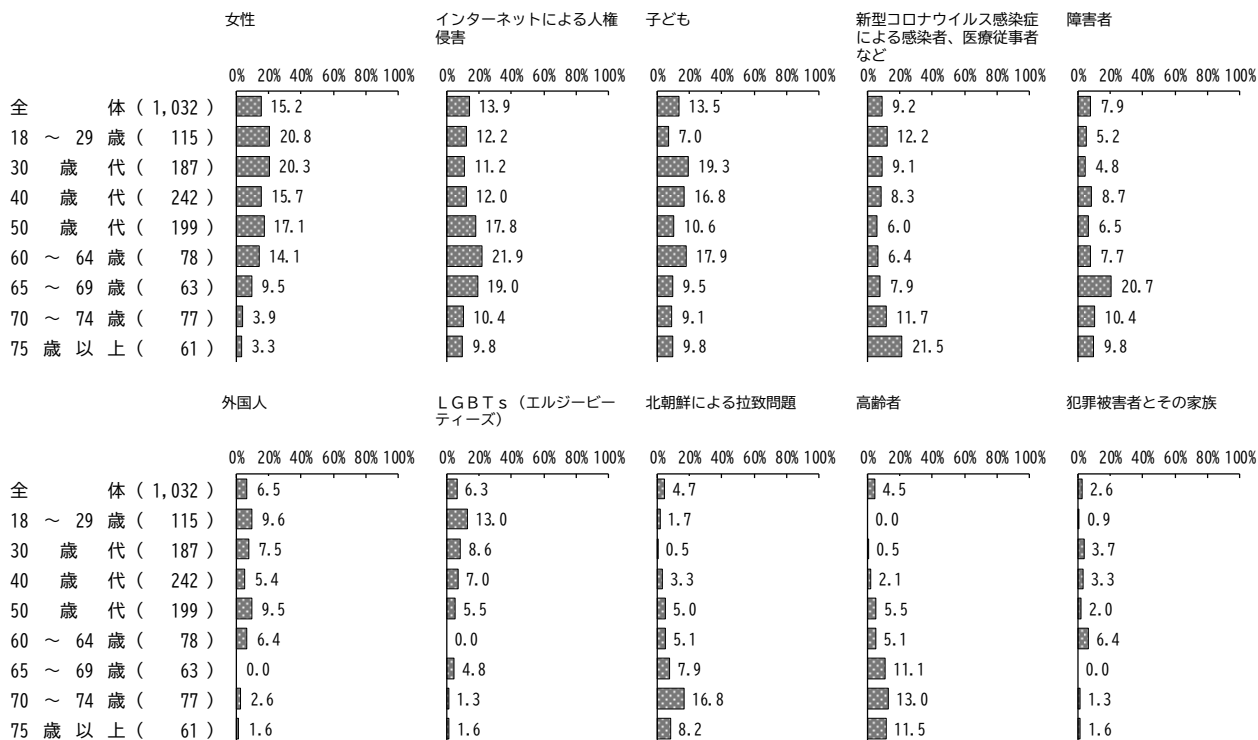 女性 インターネットによる人権侵害 子ども 新型コロナウイルス感染症による感染者、医療従事者など 障害者
0% 20% 40% 60% 80% 100% 0% 20% 40% 60% 80% 100% 0% 20% 40% 60% 80% 100% 0% 20% 40% 60% 80% 100% 0% 20% 40% 60% 80% 100%
全体 ( 1,032 ) 15.2 13.9 13.5 9.2 7.9
18 ～ 29 歳 ( 115 ) 20.8 12.2 7.0 12.2 5.2
30 歳 代 ( 187 ) 20.3 11.2 19.3 9.1 4.8
40 歳 代 ( 242 ) 15.7 12.0 16.8 8.3 8.7
50 歳 代 ( 199 ) 17.1 17.8 10.6 6.0 6.5
60 ～ 64 歳 ( 78 ) 14.1 21.9 17.9 6.4 7.7
65 ～ 69 歳 ( 63 ) 9.5 19.0 9.5 7.9 20.7
70 ～ 74 歳 ( 77 ) 3.9 10.4 9.1 11.7 10.4
75 歳 以 上 ( 61 ) 3.3 9.8 9.8 21.5 9.8
外国人 ＬＧＢＴｓ（エルジービーティーズ） 北朝鮮による拉致問題 高齢者 犯罪被害者とその家族
0% 20% 40% 60% 80% 100% 0% 20% 40% 60% 80% 100% 0% 20% 40% 60% 80% 100% 0% 20% 40% 60% 80% 100% 0% 20% 40% 60% 80% 100%
全体 ( 1,032 ) 6.5 6.3 4.7 4.5 2.6
18 ～ 29 歳 ( 115 ) 9.6 13.0 1.7 0.0 0.9
30 歳 代 ( 187 ) 7.5 8.6 0.5 0.5 3.7
40 歳 代 ( 242 ) 5.4 7.0 3.3 2.1 3.3
50 歳 代 ( 199 ) 9.5 5.5 5.0 5.5 2.0
60 ～ 64 歳 ( 78 ) 6.4 0.0 5.1 5.1 6.4
65 ～ 69 歳 ( 63 ) 0.0 4.8 7.9 11.1 0.0
70 ～ 74 歳 ( 77 ) 2.6 1.3 16.8 13.0 1.3
75 歳 以 上 ( 61 ) 1.6 1.6 8.2 11.5 1.6